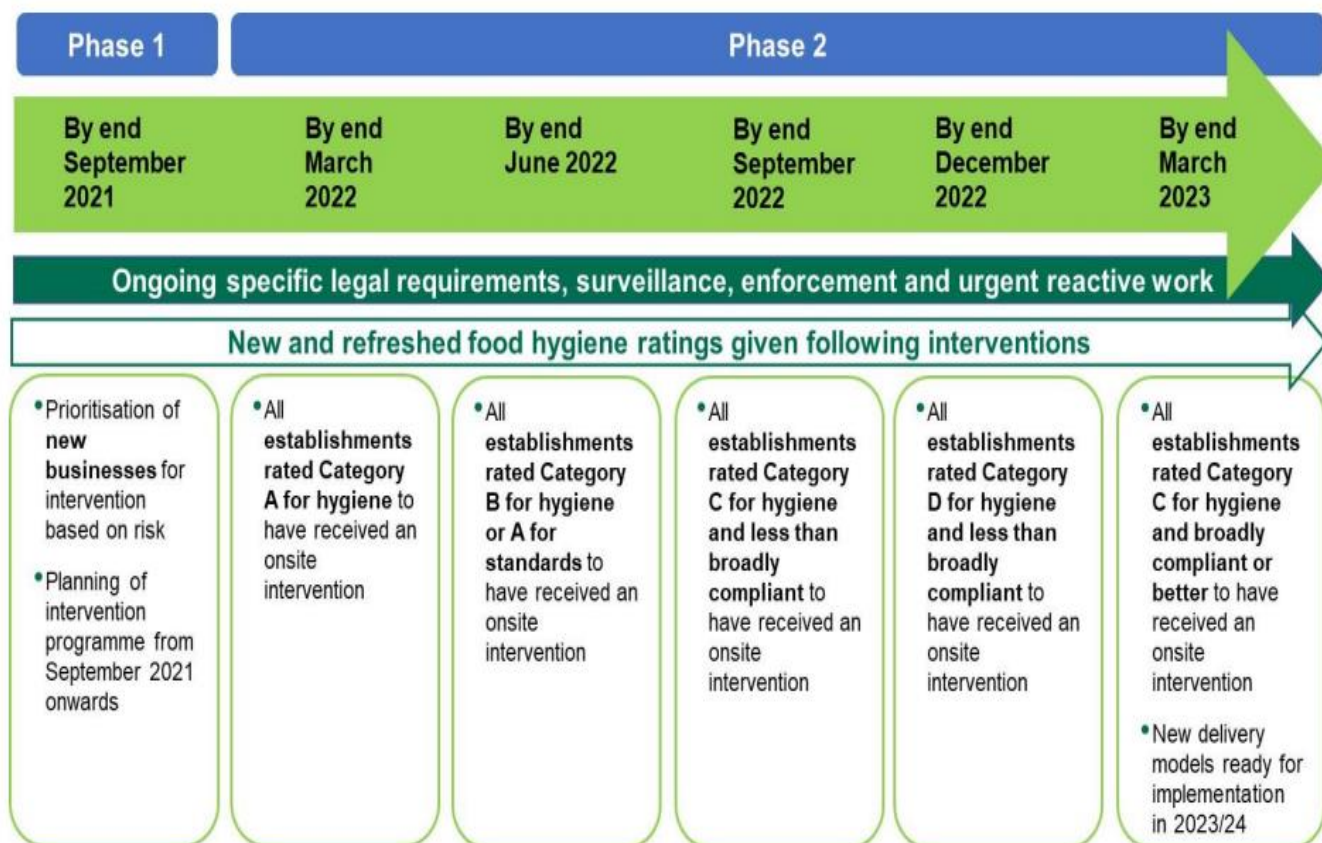 Phase 1
Phase 2
By end
September
2021
By end
March
2022
By end
June 2022
By end
September
2022
By end
December
2022
By end
March
2023
Ongoing specific legal requirements, surveillance, enforcement and urgent reactive work
New and refreshed food hygiene ratings given following interventions
•Prioritisation of
new
businesses for
intervention
based on risk
•Planning of
intervention
programme from
September 2021
onwards
•All
establishments
rated Category
A for hygiene to
have received an
onsite
intervention
•All
establishments
rated Category
B for hygiene
or A for
standards to
have received an
onsite
intervention
•All
establishments
rated Category
C for hygiene
and less than
broadly
compliant to
have received an
onsite
intervention
•All
establishments
rated Category
D for hygiene
and less than
broadly
compliant to
have received an
onsite
intervention
•All
establishments
rated Category
C for hygiene
and broadly
compliant or
better to have
received an
onsite
intervention
•New delivery
models ready for
implementation
in 2023/24